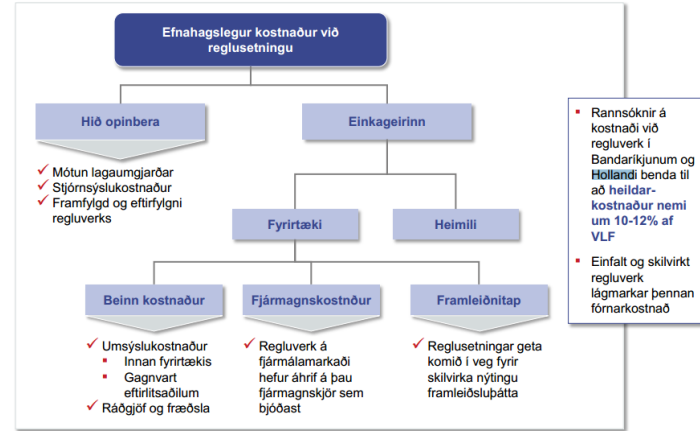 Efnahagslegur kostnaður við
reglusetningu
Hið opinbera
Einkageirinn
Mótun lagaumgjarðar
Stjórnsýslukostnaður
Framfylgd og eftirfylgni
regluverks
Fyrirtæki
Heimili
Beinn kostnaður
Fjármagnskostnður
Framleiðnitap
Umsýslukostnaður
Innan fyrirtækis
Gagnvart
eftirlitsaðilum
Ráðgjöf og fræðsla
Regluverk á
fjármálamarkaði
hefur áhrif á þau
fjármagnskjör sem
bjóðast
Reglusetningar geta
komið í veg fyrir
skilvirka nýtingu
framleiðsluþátta
Rannsóknir á
kostnaði við
regluverk í
Bandaríkjunum og
Hollandi benda til
að heildar-
kostnaður nemi
um 10-12% af
VLF
Einfalt og skilvirkt
regluverk
lágmarkar þennan
fórnarkostnað